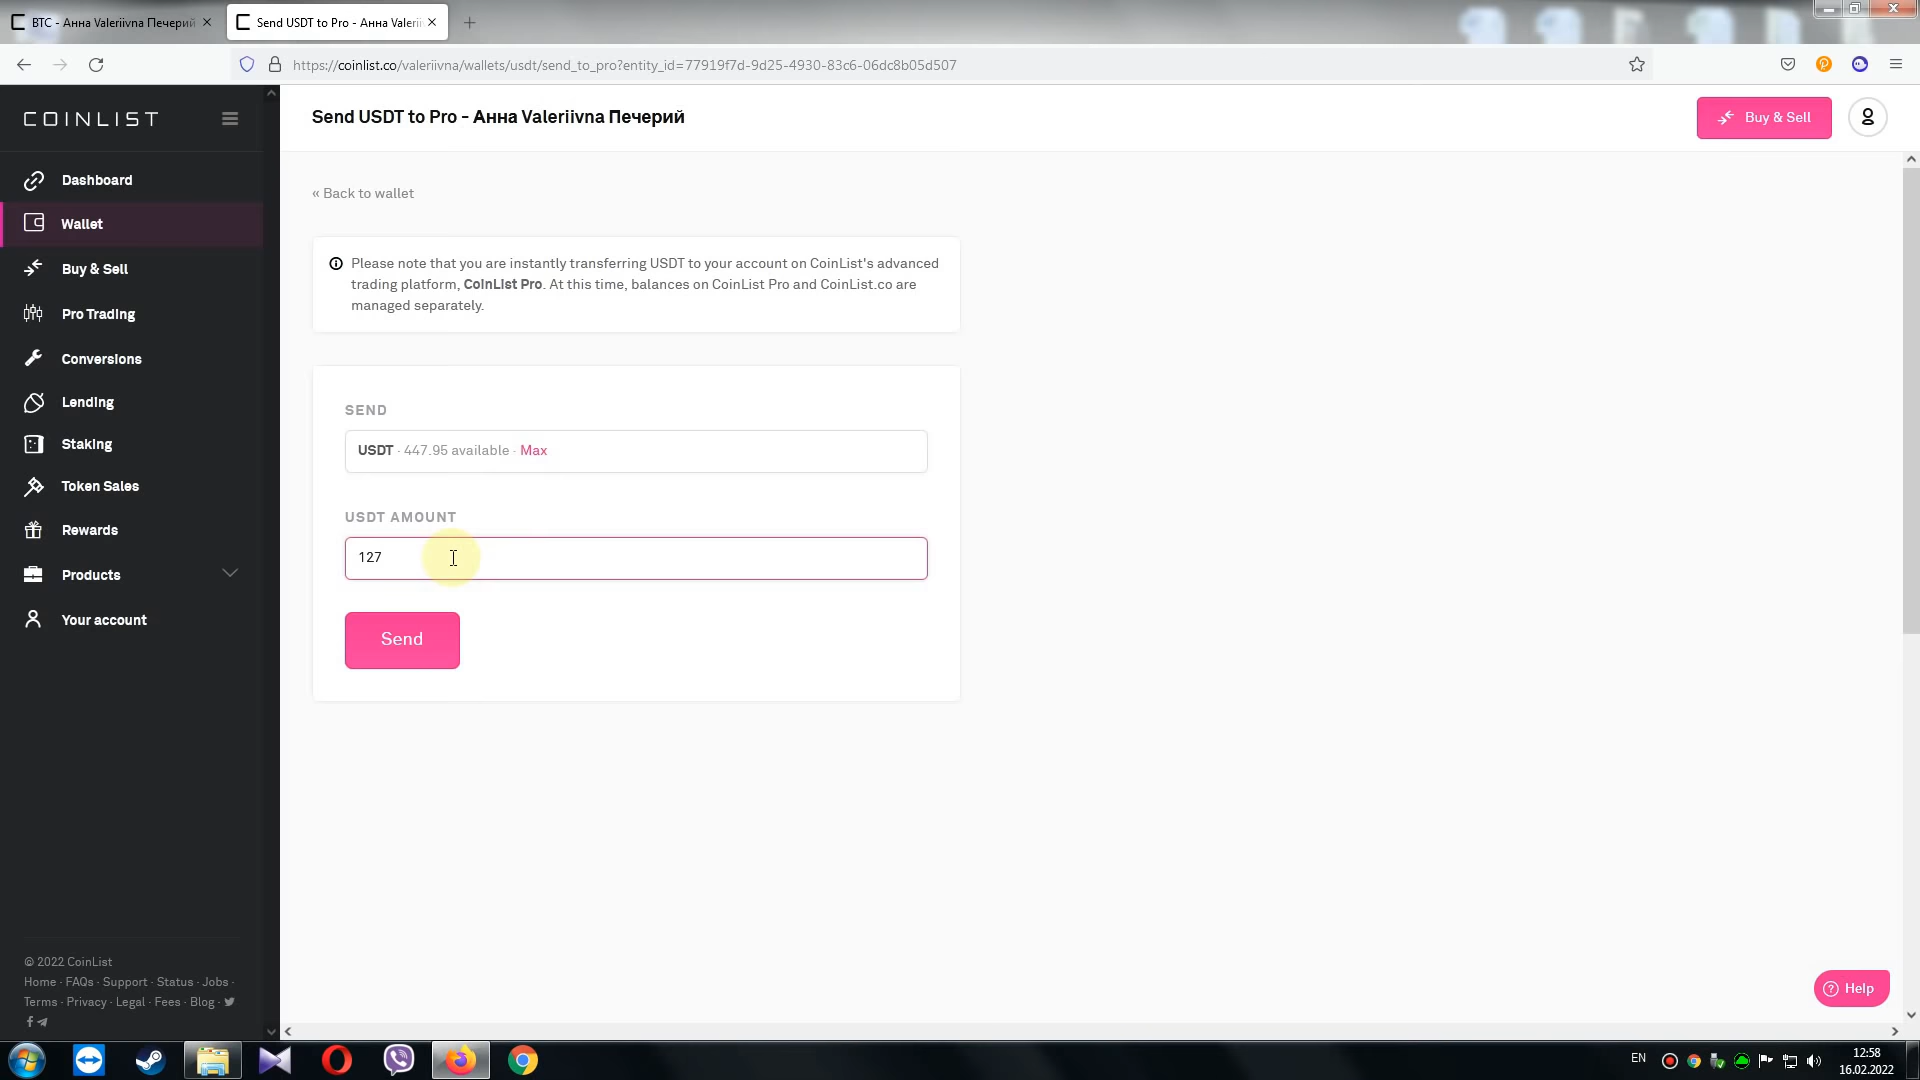 BTC - Анна Valeriivna Печерий
Send USDT to Pro - Анна Valerii
https://coinlist.co/valeriivna/wallets/usdt/send_to_pro?entity_id=77919f7d-9d25-4930-83c6-06dc8b05d507
COINLIST
Send USDT to Pro - Анна Valeriivna Печерий
Buy & Sell
Dashboard
Wallet
Buy & Sell
Pro Trading
Conversions
Lending
Staking
Token Sales
Rewards
Products
Your account
« Back to wallet
Please note that you are instantly transferring USDT to your account on CoinList's advanced
trading platform, CoinList Pro. At this time, balances on CoinList Pro and CoinList.co are
managed separately.
SEND
USDT · 447.95 available · Max
USDT AMOUNT
127
Send
© 2022 CoinList
Home · FAQs · Support · Status · Jobs ·
Terms · Privacy · Legal · Fees · Blog ·
Help
EN
12:58
16.02.2022